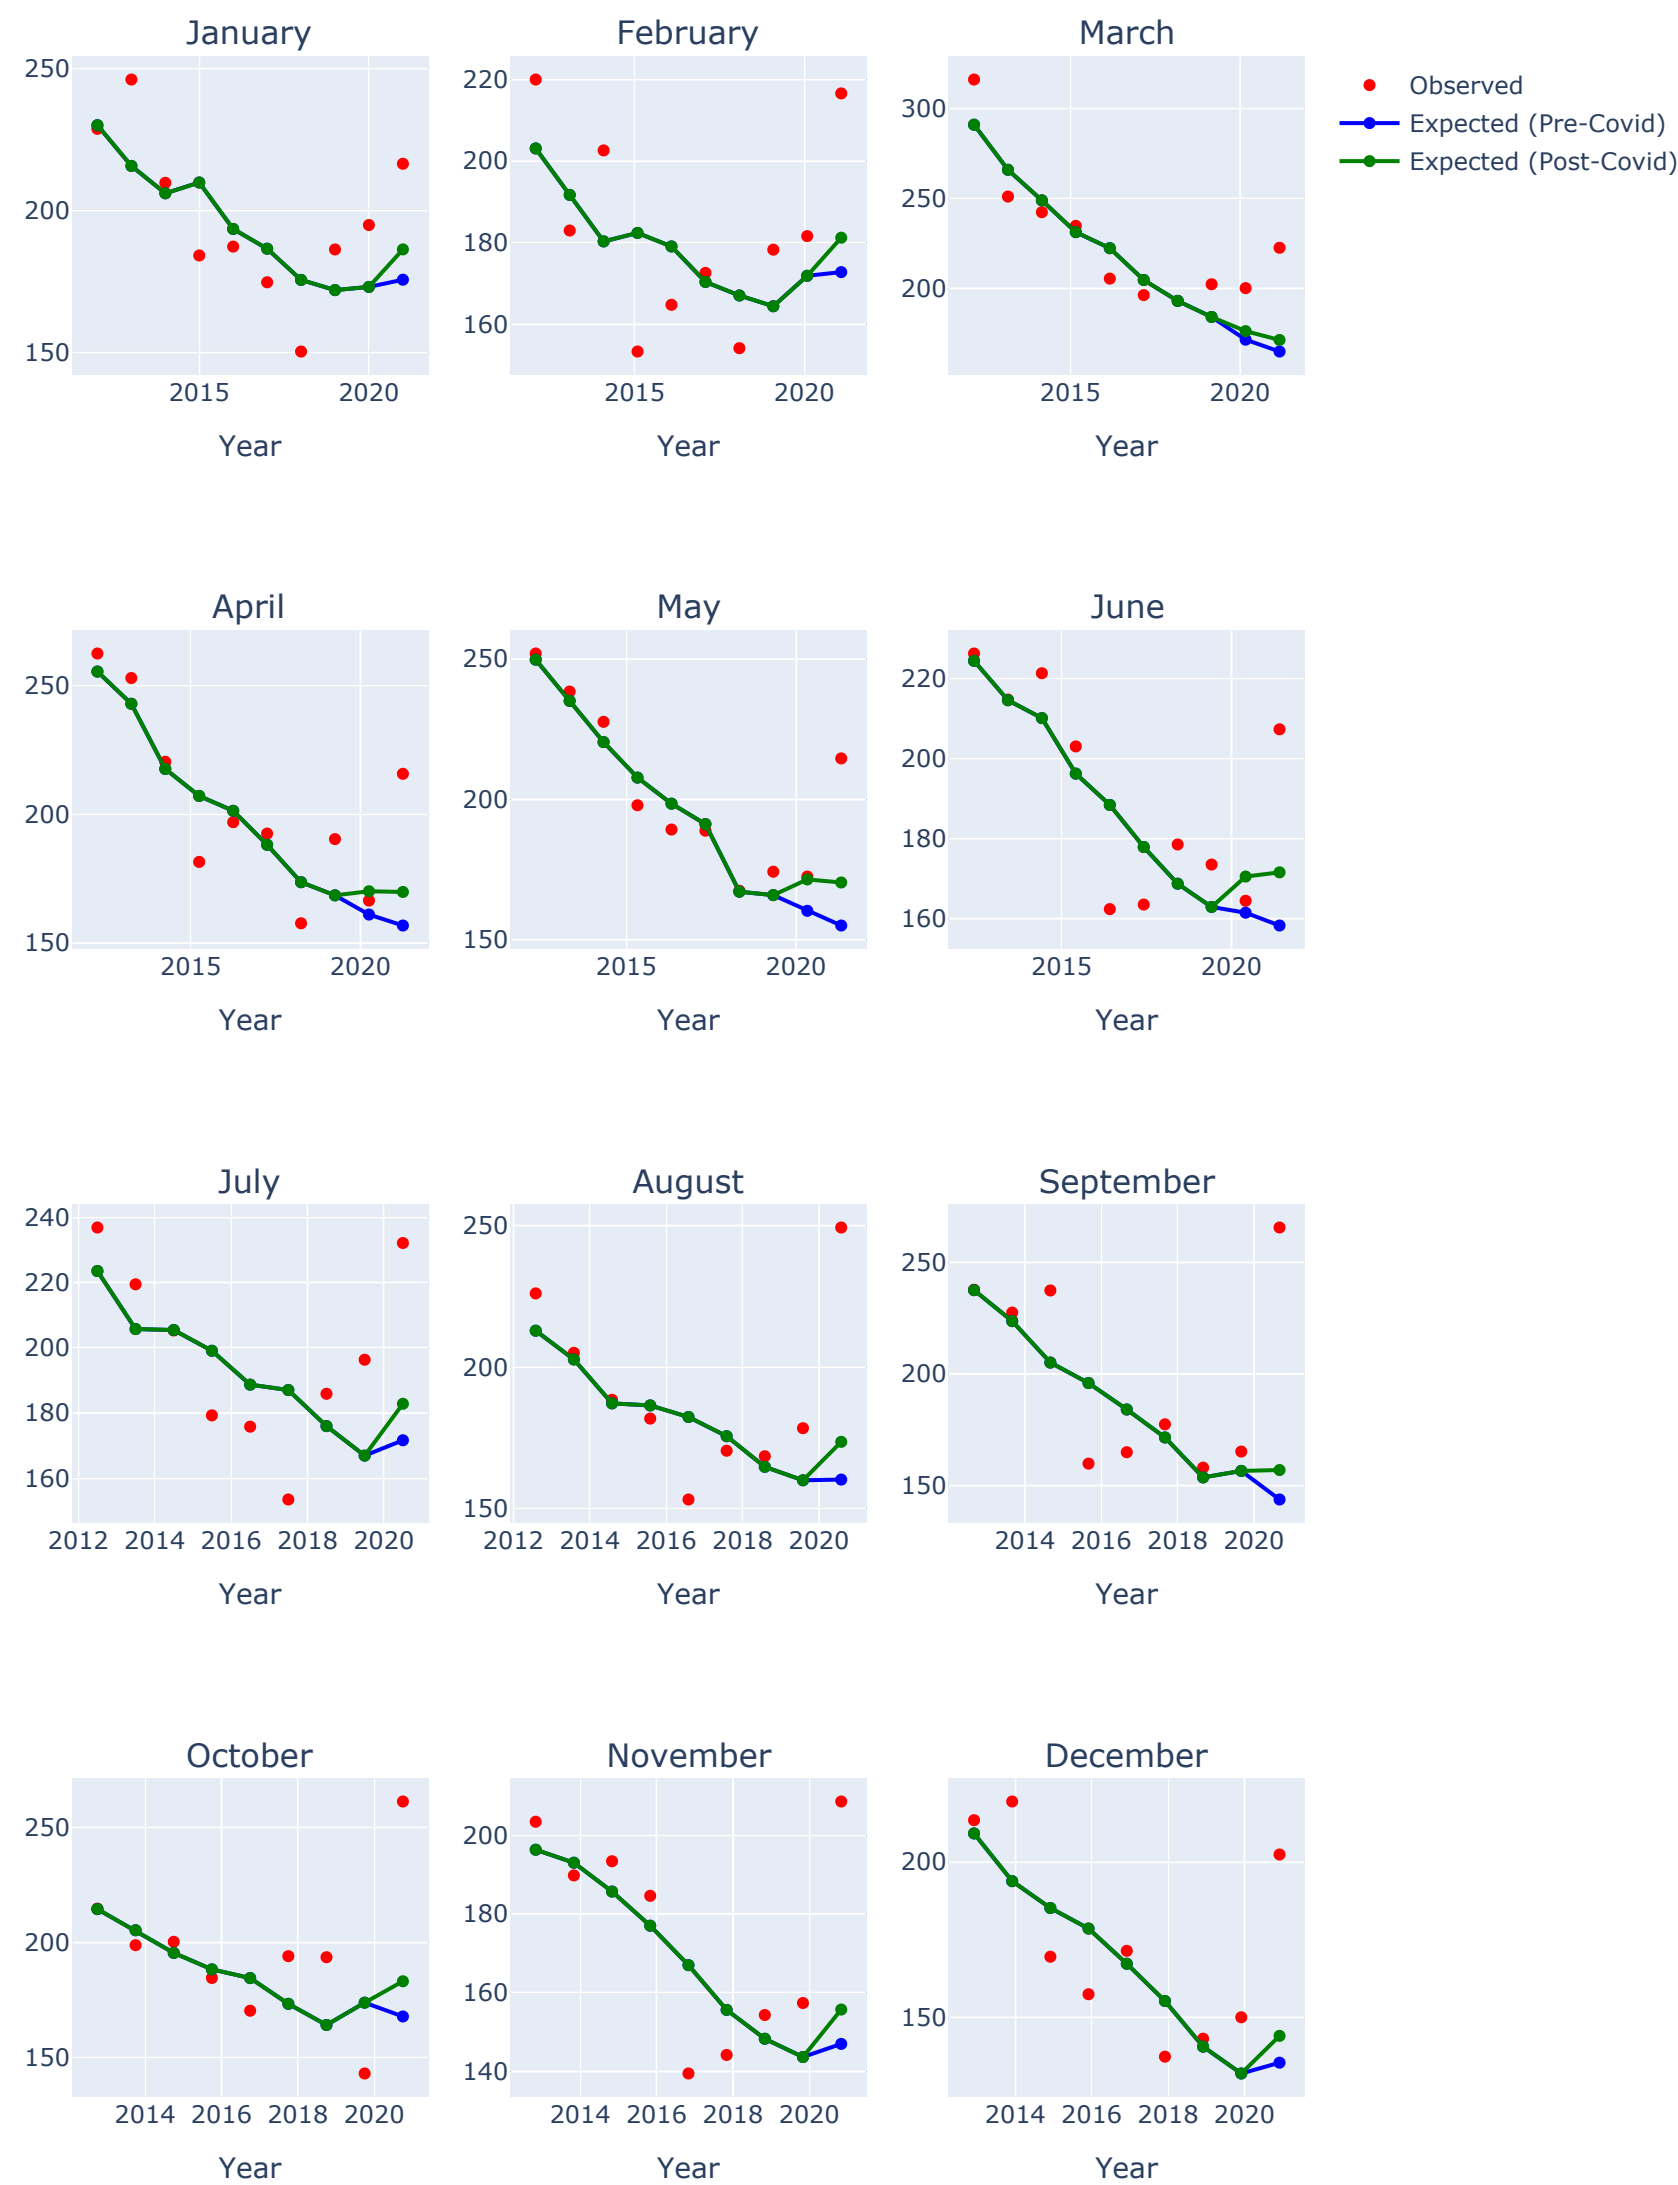 January
February
March
250
200
150
2015
2020
Year
220
200
180
160
2015
2020
Year
300
250
200
2015
2020
Year
Observed
Expected (Pre-Covid)
Expected (Post-Covid)
April
May
June
250
200
150
2015
2020
Year
250
200
150
2015
2020
Year
220
200
180
160
2015
2020
Year
July
August
September
240
220
200
180
160
2012
2014
2016
2018
2020
Year
250
200
150
2012
2014
2016
2018
2020
Year
250
200
150
2014
2016
2018
2020
Year
October
November
December
250
200
150
2014
2016
2018
2020
Year
200
180
160
140
2014
2016
2018
2020
Year
200
150
2014
2016
2018
2020
Year